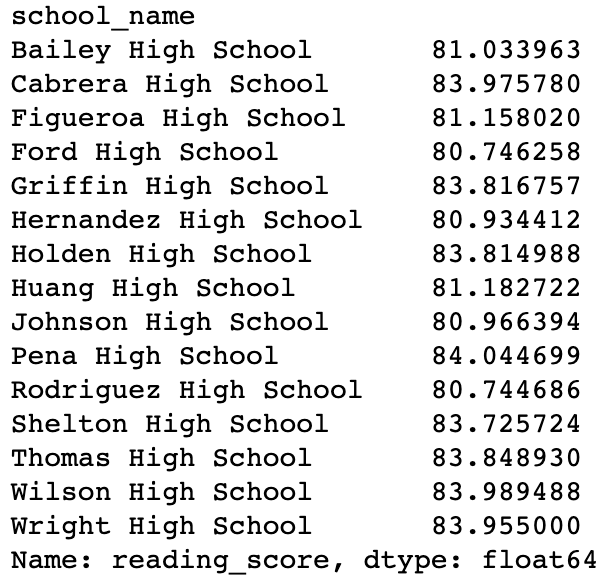 school_name
Bailey High School 81.033963
Cabrera High School 83.975780
Figueroa High School 81.158020
Ford High School 80.746258
Griffin High School 83.816757
Hernandez High School 80.934412
Holden High School 83.814988
Huang High School 81.182722
Johnson High School 80.966394
Pena High School 84.044699
Rodriguez High School 80.744686
Shelton High School 83.725724
Thomas High School 83.848930
Wilson High School 83.989488
Wright High School 83.955000
Name: reading_score, dtype: float64